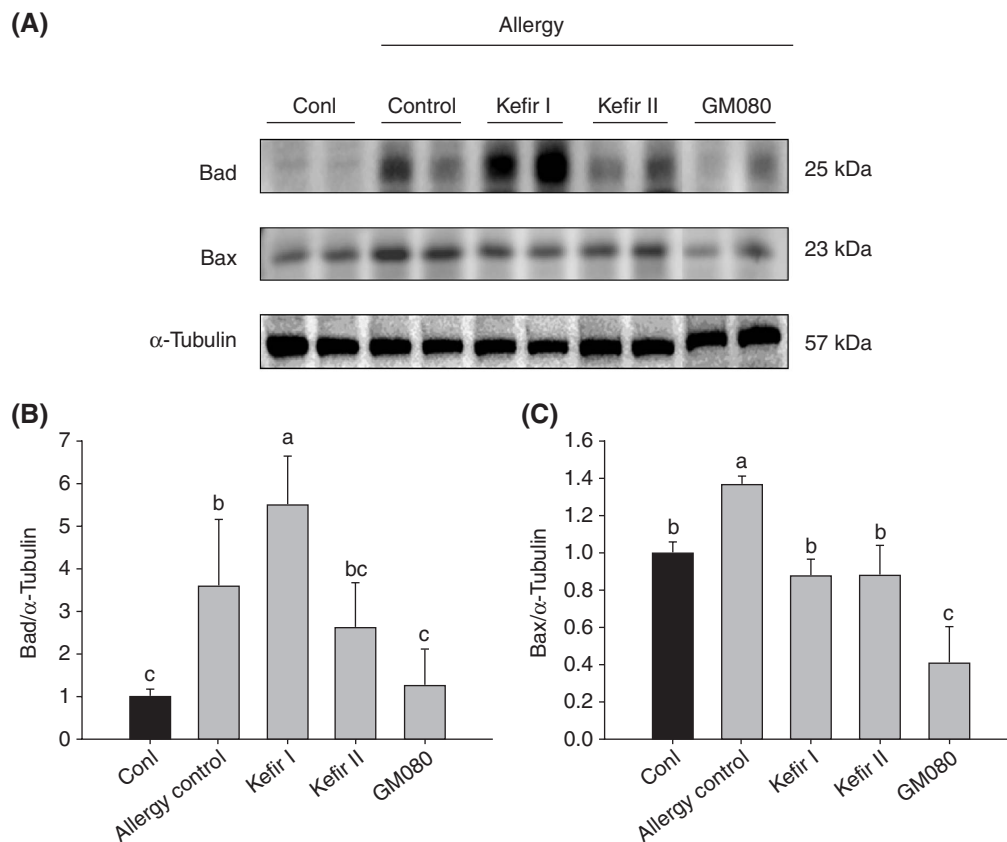 (A)
Allergy
Conl Control Kefir I Kefir II GM080
Bad 25 kDa
Bax 23 kDa
α-Tubulin 57 kDa
(B)
7
6
5
4
3
2
1
0
Bad/α-Tubulin
c b a bc c
Conl Allergy control Kefir I Kefir II GM080
(C)
1.6
1.4
1.2
1.0
0.8
0.6
0.4
0.2
0.0
Bax/α-Tubulin
b a b b c
Conl Allergy control Kefir I Kefir II GM080